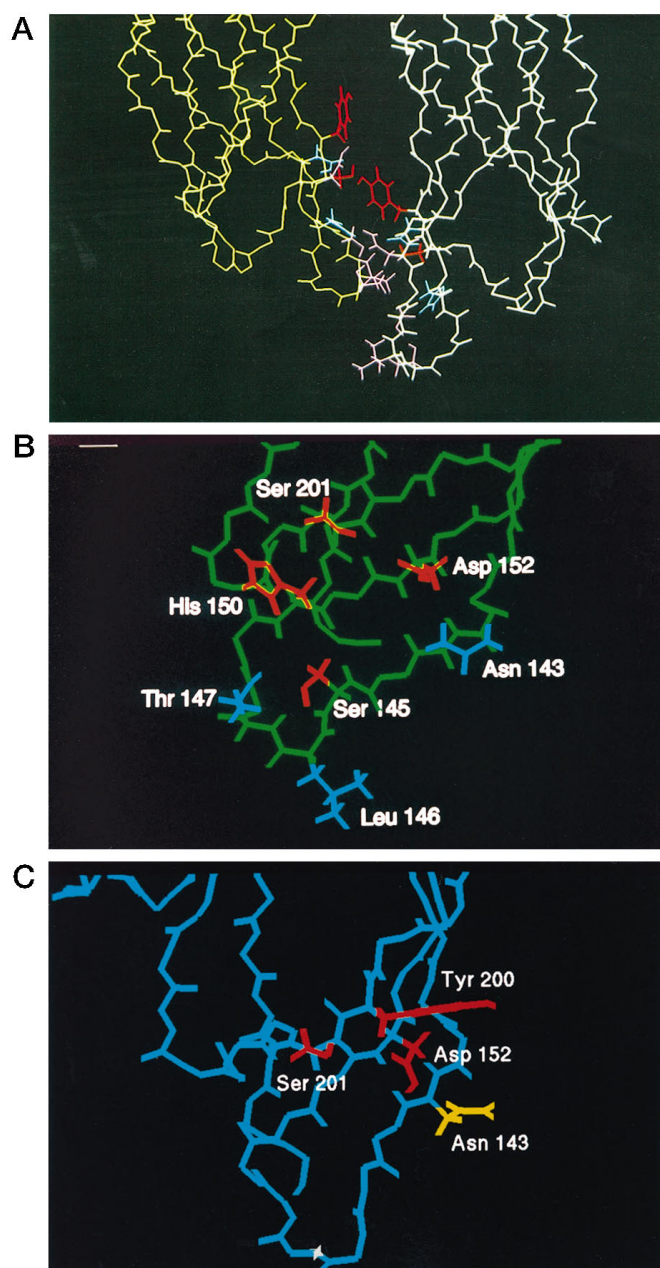 A
B
Ser 201
Asp 152
His 150
Asn 143
Thr 147
Ser 145
Leu 146
C
Tyr 200
Asp 152
Ser 201
Asn 143